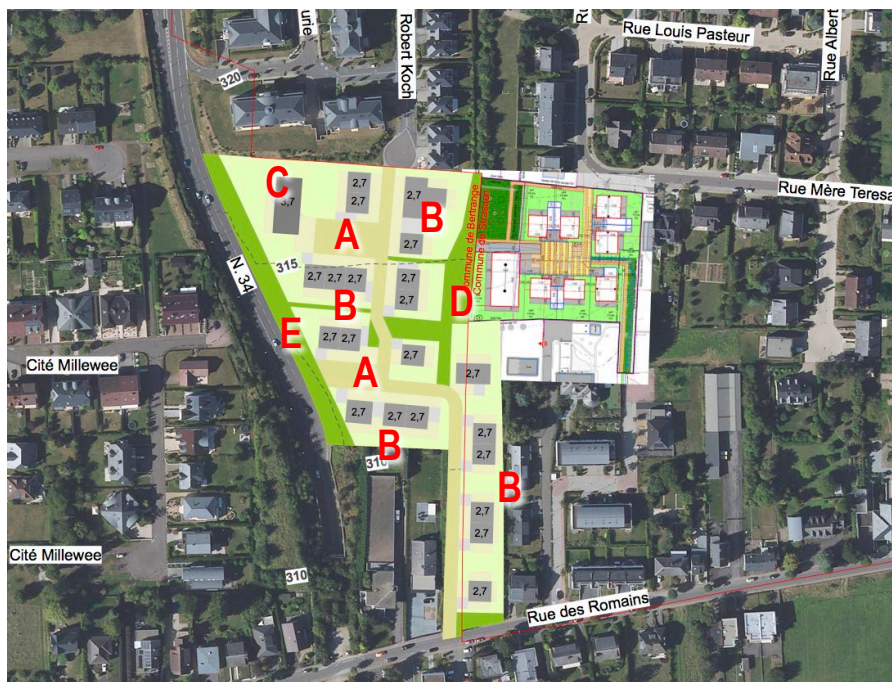 Rue Louis Pasteur
Rue Albert
urie
Robert Koch
320
Rue Mère Teresa
C
2,7
2,7
3,7
2,7
B
2,7
A
Commune de Bertrange
Commune de Strassen
315
2,7 2,7 2,7
2,7
2,7
N. 34
B
D
E
2,7 2,7
2,7
Cité Millewee
A
2,7
2,7
2,7 2,7
B
2,7
2,7
310
B
2,7
2,7
Cité Millewee
310
2,7
Rue des Romains